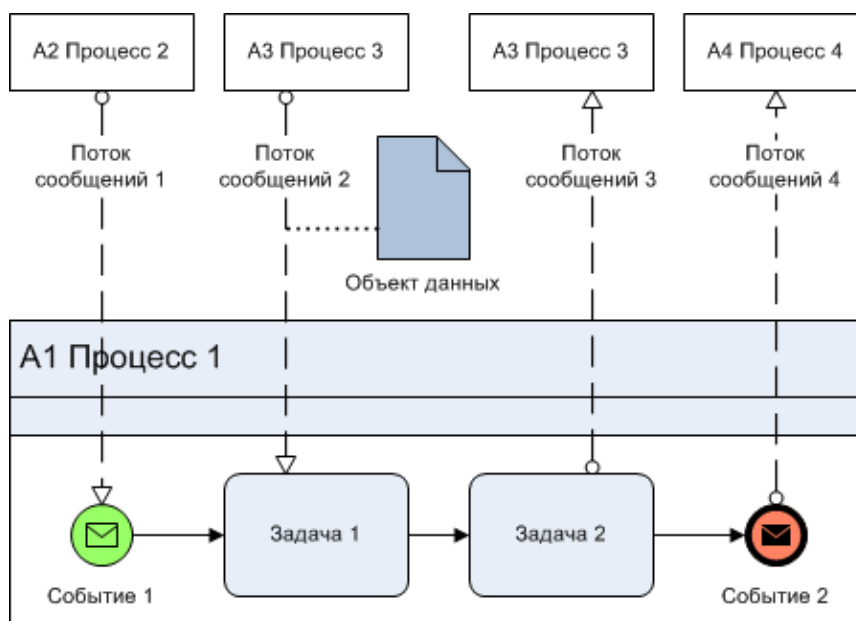 А2 Процесс 2
А3 Процесс 3
А3 Процесс 3
А4 Процесс 4
Поток
сообщений 1
Поток
сообщений 2
Поток
сообщений 3
Поток
сообщений 4
Объект данных
А1 Процесс 1
Задача 1
Задача 2
Событие 1
Событие 2